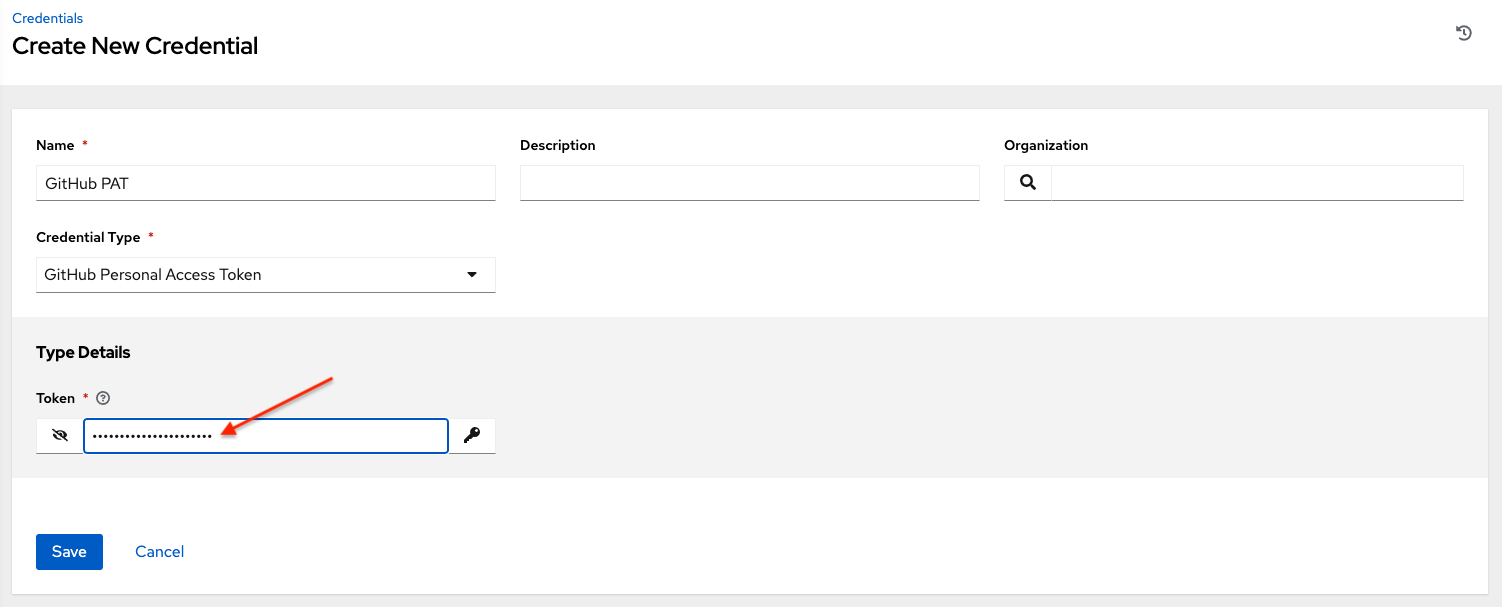 Credentials
Create New Credential
Name *
Description
Organization
GitHub PAT
Credential Type *
GitHub Personal Access Token
Type Details
Token *
••••••••••••••••••••••
Save
Cancel